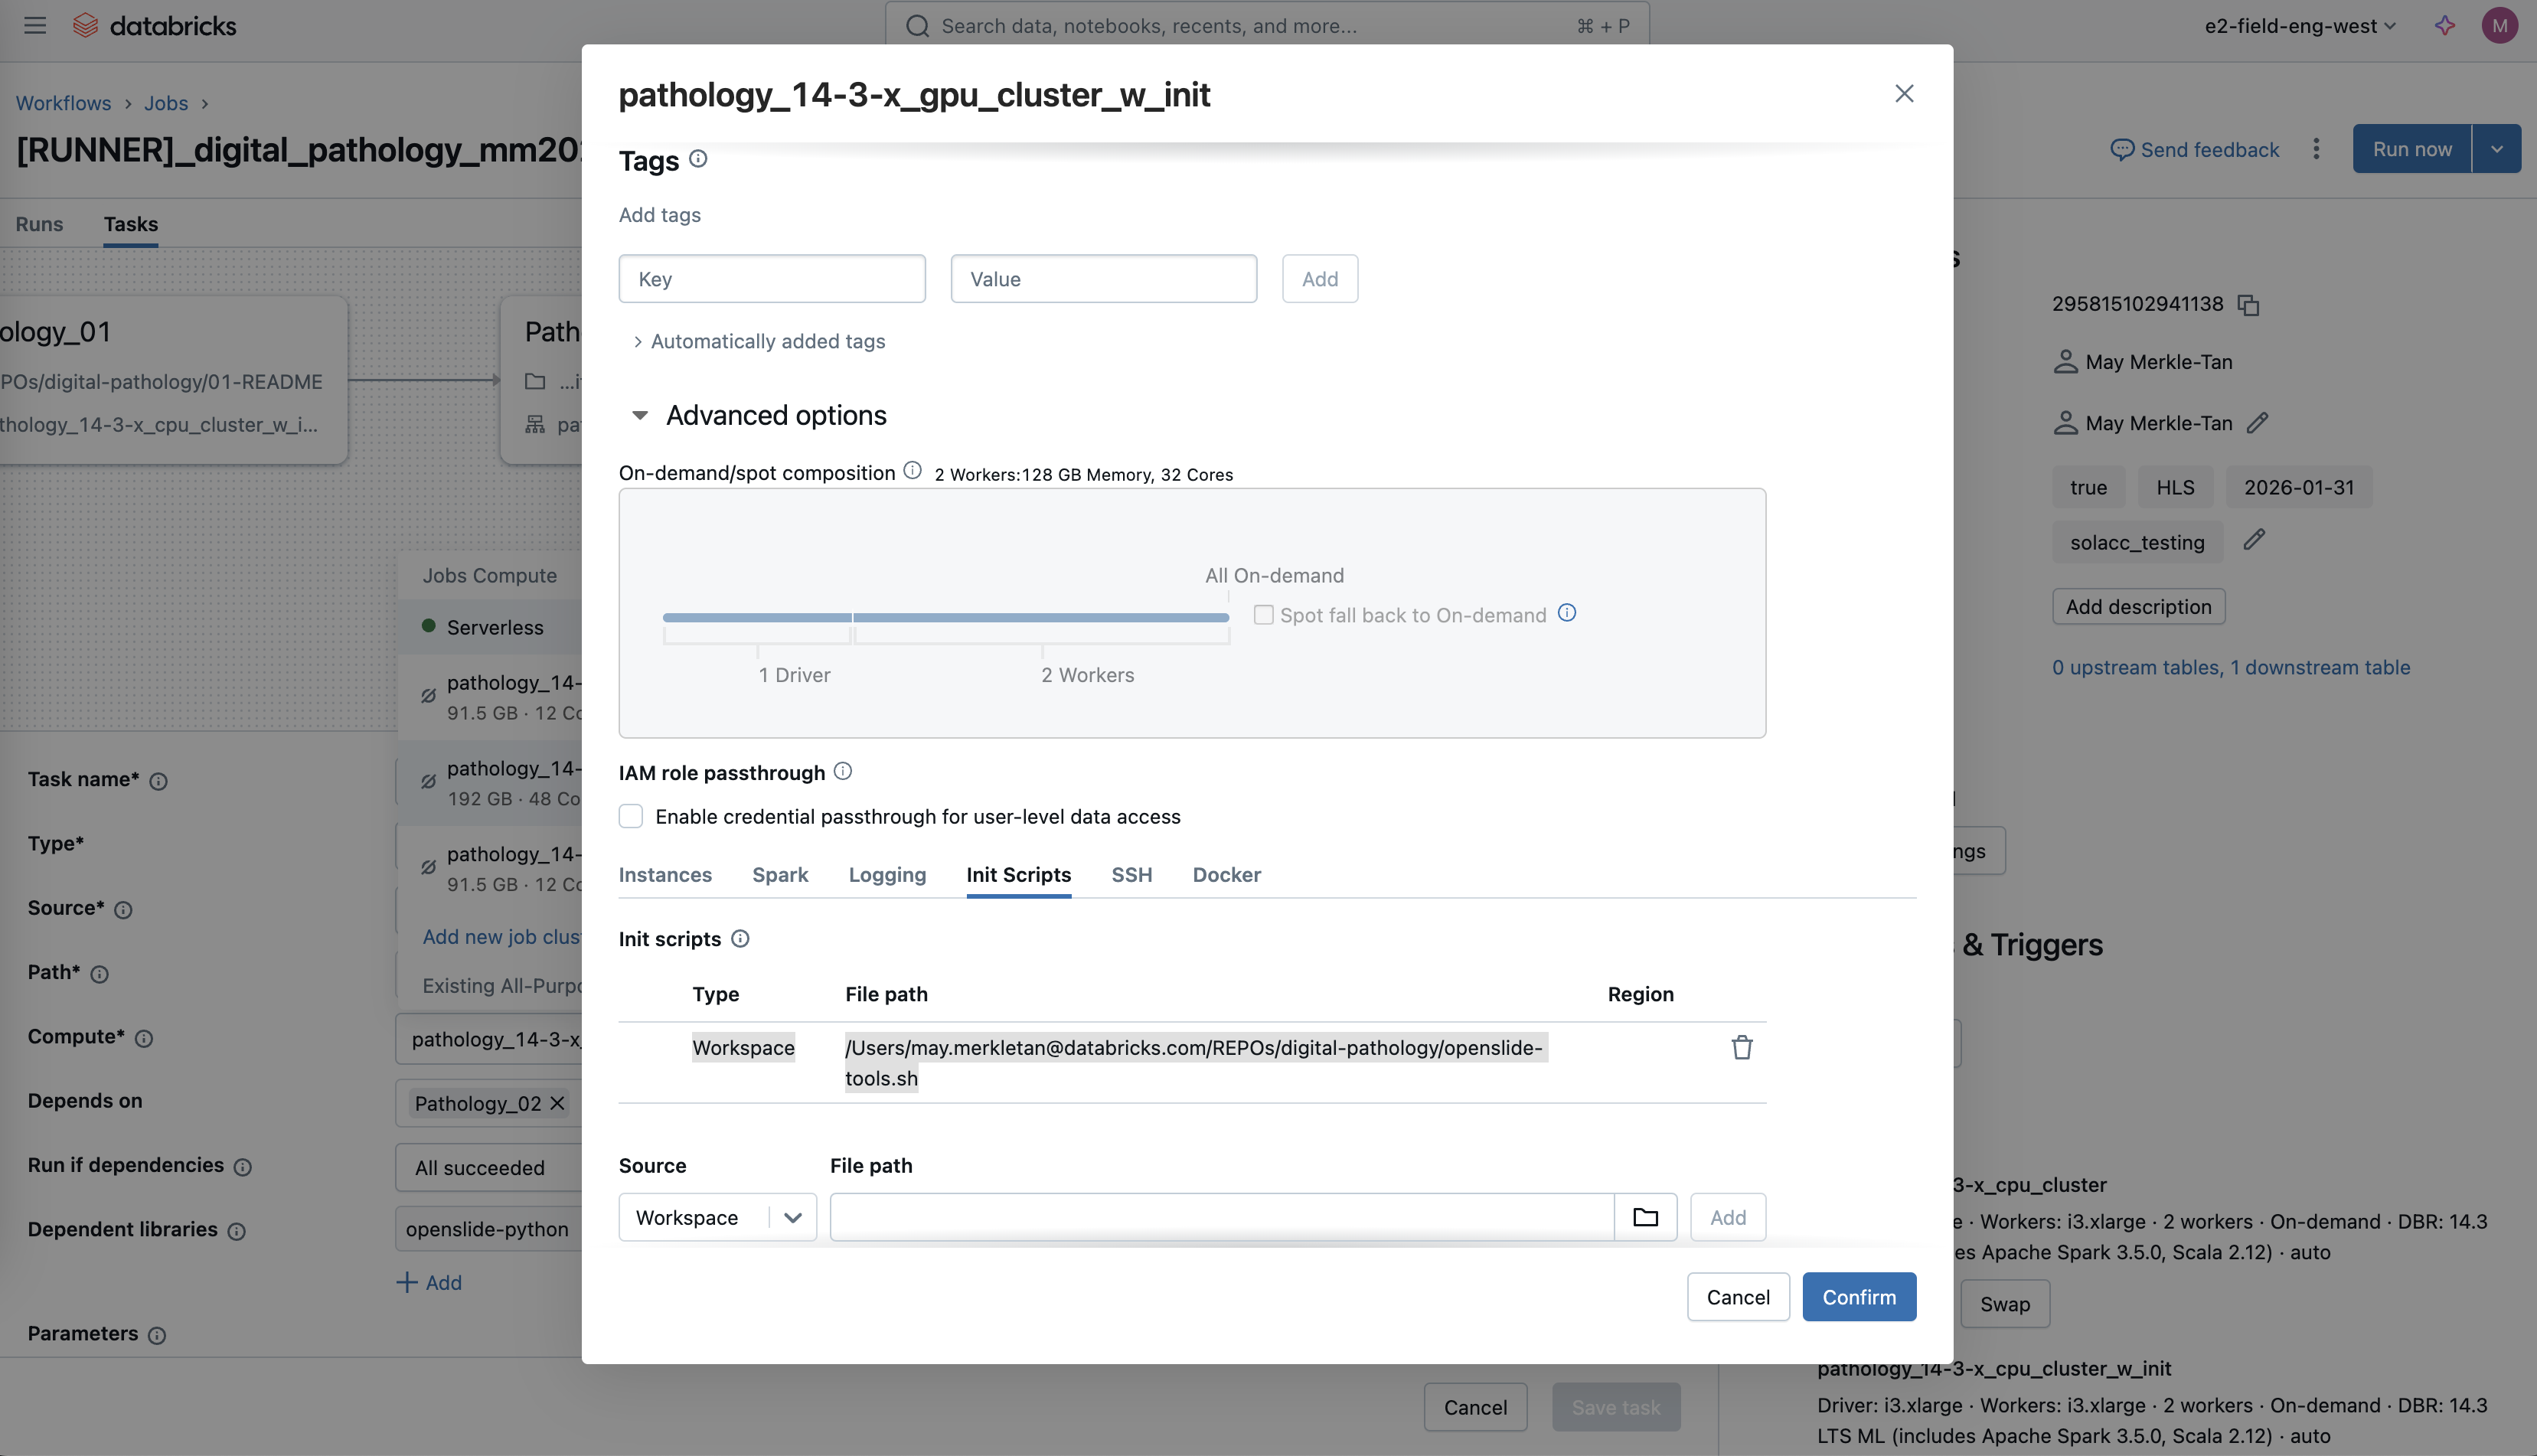 databricks
Search data, notebooks, recents, and more...
⌘ + P
e2-field-eng-west
M
Workflows › Jobs ›
[RUNNER]_digital_pathology_mm20
Send feedback
Run now
Runs
Tasks
ology_01
POs/digital-pathology/01-README
thology_14-3-x_cpu_cluster_w_i...
Path
Jobs Compute
Serverless
pathology_14-
91.5 GB · 12 Co
pathology_14-
192 GB · 48 Co
pathology_14-
91.5 GB · 12 Co
Add new job clus
Existing All-Purpo
Task name*
Type*
Source*
Path*
Compute*
pathology_14-3-x
Depends on
Pathology_02
Run if dependencies
All succeeded
Dependent libraries
openslide-python
+ Add
Parameters
pathology_14-3-x_gpu_cluster_w_init
Tags
Add tags
Key
Value
Add
Automatically added tags
Advanced options
On-demand/spot composition
2 Workers:128 GB Memory, 32 Cores
All On-demand
Spot fall back to On-demand
1 Driver
2 Workers
IAM role passthrough
Enable credential passthrough for user-level data access
Instances
Spark
Logging
Init Scripts
SSH
Docker
Init scripts
Type
File path
Region
Workspace
/Users/may.merkletan@databricks.com/REPOs/digital-pathology/openslide-
tools.sh
Source
File path
Workspace
Add
Cancel
Confirm
Cancel
Save task
295815102941138
May Merkle-Tan
May Merkle-Tan
true
HLS
2026-01-31
solacc_testing
Add description
0 upstream tables, 1 downstream table
ngs
& Triggers
3-x_cpu_cluster
e · Workers: i3.xlarge · 2 workers · On-demand · DBR: 14.3
es Apache Spark 3.5.0, Scala 2.12) · auto
Swap
pathology_14-3-x_cpu_cluster_w_init
Driver: i3.xlarge · Workers: i3.xlarge · 2 workers · On-demand · DBR: 14.3
LTS ML (includes Apache Spark 3.5.0, Scala 2.12) · auto